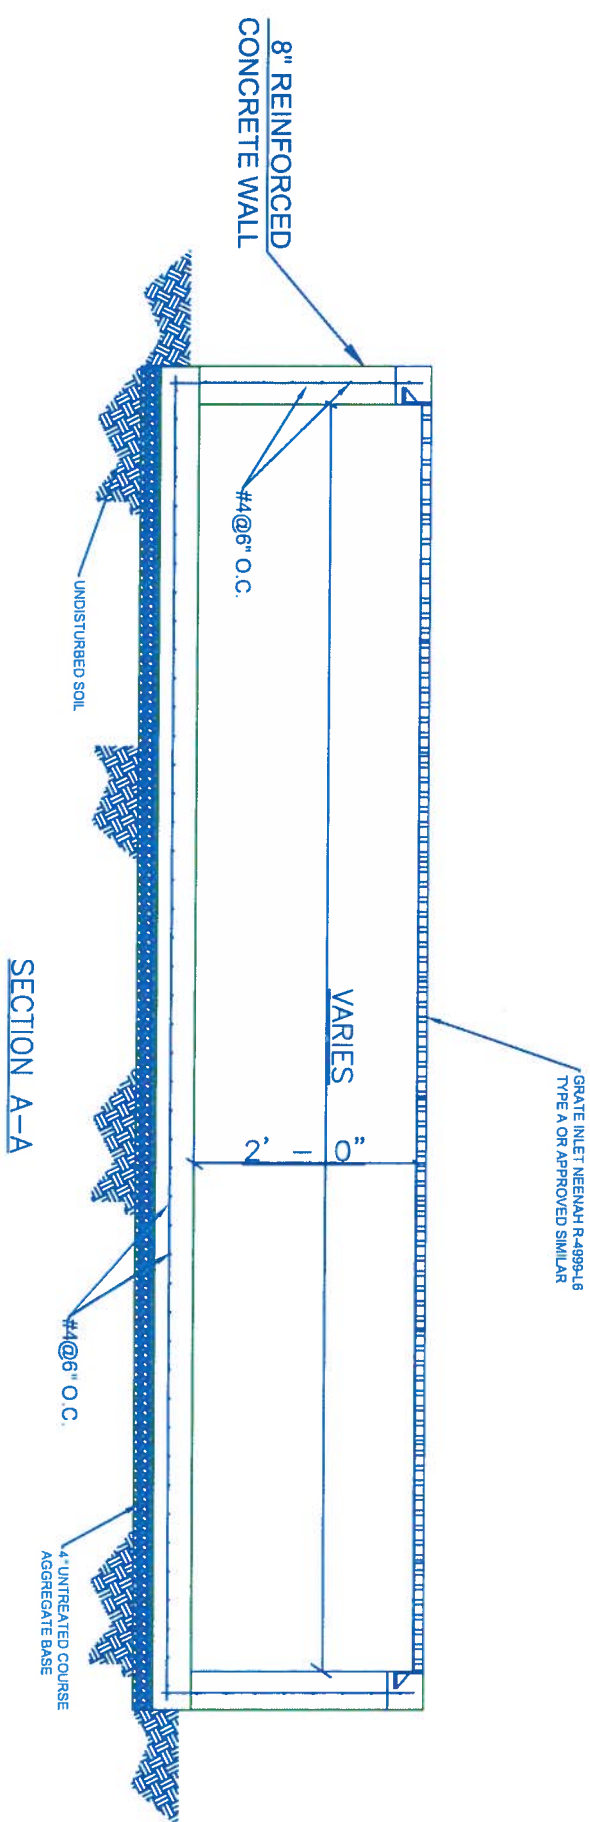 GRATE INLET NEENAH R-4999-L6
TYPE A OR APPROVED SIMILAR
8" REINFORCED
CONCRETE WALL
VARIES
#4@6" O.C.
2' - 0"
UNDISTURBED SOIL
#4@6" O.C.
4" UNTREATED COURSE
AGGREGATE BASE
SECTION A-A